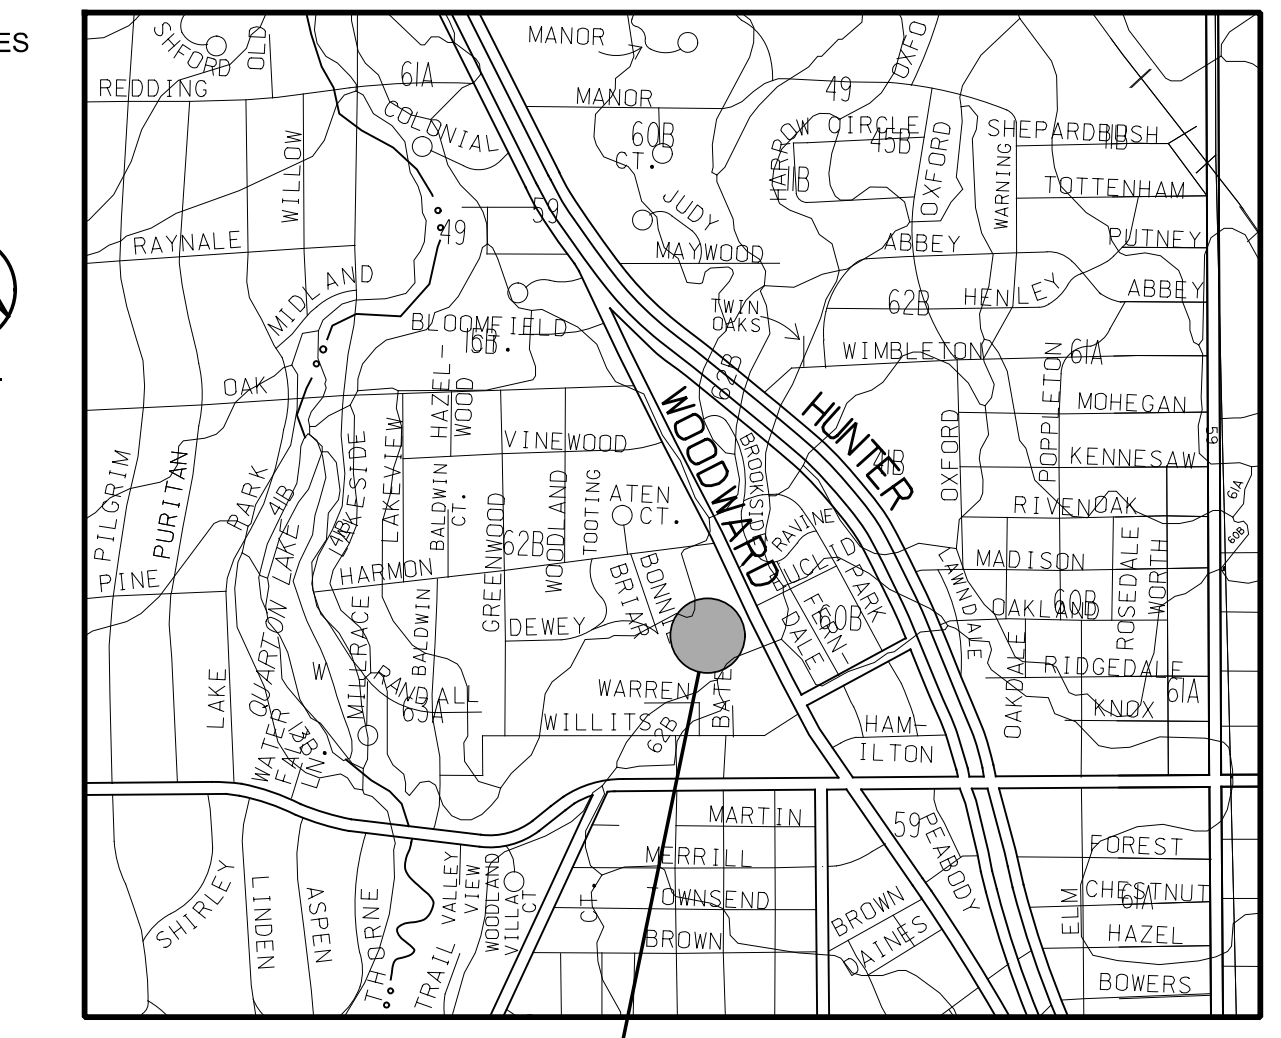 ES
SHFORD
OLD
REDDING
61A
COLONIAL
WILLOW
RAYNALE
MIDLAND
49
59
MANOR
MANOR
60B
CT.
JUDY
MAYWOOD
49
OXFO
W CIRCLE
45B
HARRO
11B
OXFORD
WARNING
SHEPARDBUSH
11B
TOTTENHAM
PUTNEY
ABBEY
ABBEY
HENLEY
62B
TWIN
OAKS
WIMBLETON
61A
BLOOMFIELD
16B
OAK
HAZEL-
WOOD
62B
WOODWARD
HUNTER
11B
POPPLETON
MOHEGAN
OXFORD
KENNESAW
59
61A
60B
RIVENOAK
VINEWOOD
PILGRIM
PURITAN
PARK
41B
LAKESIDE
14B
LAKEVIEW
BALDWIN
CT.
GREENWOOD
62B
WOODLAND
TOOTING
ATEN
CT.
BROOKSIDE
RAVINE
EUCLID
PARK
FERN-
DALE
60B
LAWNDALE
MADISON
OAKLAND
60B
ROSEDALE
WORTH
OAKDALE
RIDGEDALE
61A
KNOX
PINE
QUARTON LAKE
HARMON
BALDWIN
DEWEY
BRIAR
BONNIE
MILLRACE
W
RANDALL
63A
LAKE
WATER
FALL
LN.
13B
WARREN
WILLITS
62B
BATE
HAM-
ILTON
MARTIN
59
PEABODY
FOREST
MERRILL
TOWNSEND
BROWN
CT.
BROWN
DAINES
ELM
CHESTNUT
61A
HAZEL
BOWERS
SHIRLEY
LINDEN
ASPEN
THORNE
TRAIL
VALLEY
VIEW
WOODLAND
VILLA
CT